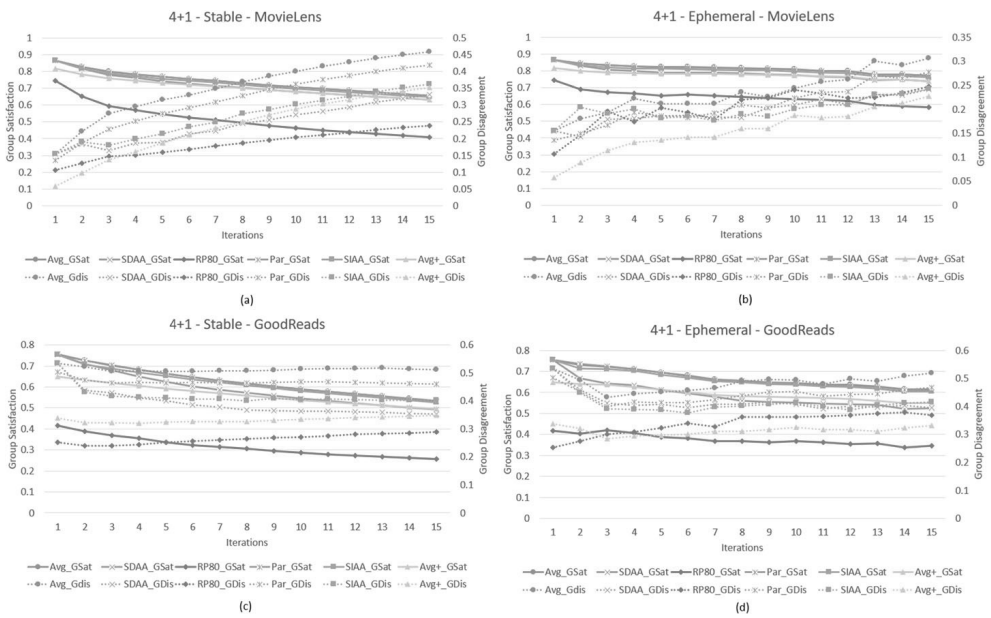 4+1 - Stable - MovieLens
Group Satisfaction
1
0.9
0.8
0.7
0.6
0.5
0.4
0.3
0.2
0.1
0
0.5
0.45
0.4
0.35
0.3
0.25
0.2
0.15
0.1
0.05
0
Group Disagreement
1 2 3 4 5 6 7 8 9 10 11 12 13 14 15
Iterations
Avg_GSat SDAA_GSat RP80_GSat Par_GSat SIAA_GSat Avg+_GSat
Avg_Gdis SDAA_GDis RP80_GDis Par_GDis SIAA_GDis Avg+_GDis
(a)
4+1 - Ephemeral - MovieLens
Group Satisfaction
1
0.9
0.8
0.7
0.6
0.5
0.4
0.3
0.2
0.1
0
0.35
0.3
0.25
0.2
0.15
0.1
0.05
0
Group Disagreement
1 2 3 4 5 6 7 8 9 10 11 12 13 14 15
Iterations
Avg_GSat SDAA_GSat RP80_GSat Par_GSat SIAA_GSat Avg+_GSat
Avg_Gdis SDAA_GDis RP80_GDis Par_GDis SIAA_GDis Avg+_GDis
(b)
4+1 - Stable - GoodReads
Group Satisfaction
0.8
0.7
0.6
0.5
0.4
0.3
0.2
0.1
0
0.6
0.5
0.4
0.3
0.2
0.1
0
Group Disagreement
1 2 3 4 5 6 7 8 9 10 11 12 13 14 15
Iterations
Avg_GSat SDAA_GSat RP80_GSat Par_GSat SIAA_GSat Avg+_GSat
Avg_Gdis SDAA_GDis RP80_GDis Par_GDis SIAA_GDis Avg+_GDis
(c)
4+1 - Ephemeral - GoodReads
Group Satisfaction
0.8
0.7
0.6
0.5
0.4
0.3
0.2
0.1
0
0.6
0.5
0.4
0.3
0.2
0.1
0
Group Disagreement
1 2 3 4 5 6 7 8 9 10 11 12 13 14 15
Iterations
Avg_GSat SDAA_GSat RP80_GSat Par_GSat SIAA_GSat Avg+_GSat
Avg_Gdis SDAA_GDis RP80_GDis Par_GDis SIAA_GDis Avg+_GDis
(d)